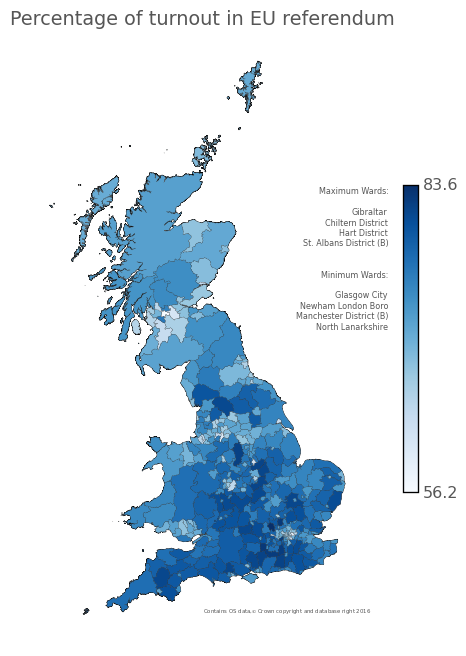 Percentage of turnout in EU referendum
Maximum Wards:
Gibraltar
Chiltern District
Hart District
St. Albans District (B)
Minimum Wards:
Glasgow City
Newham London Boro
Manchester District (B)
North Lanarkshire
83.6
56.2
Contains OS data © Crown copyright and database right 2016